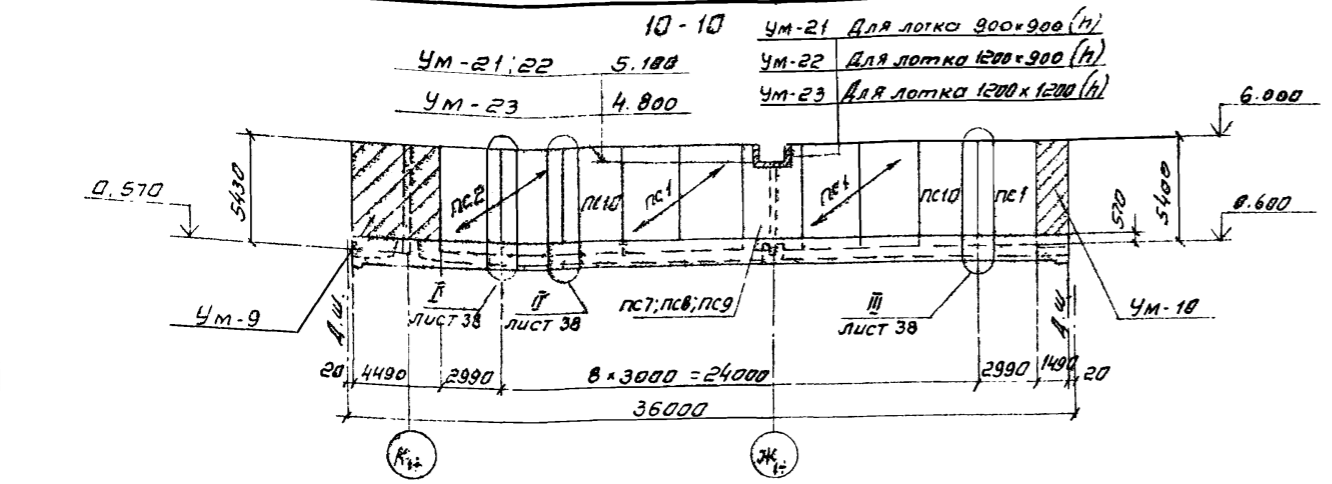 10-10
Ум-21 Для лотка 900×900 (h)
Ум-22 Для лотка 1200×900 (h)
Ум-23 Для лотка 1200×1200 (h)
Ум-21;22 5.100
Ум-23 4.800
6.000
0.570
5430
пс2
пс10
пс1
пс1
пс10
пс1
570
5400
0.600
Ум-9
Д.ш.
I
лист 38
II
лист 38
пс7;пс8;пс9
III
лист 38
Д.ш.
Ум-10
20
4490
2990
8×3000=24000
2990
1490
20
36000
К
Ж